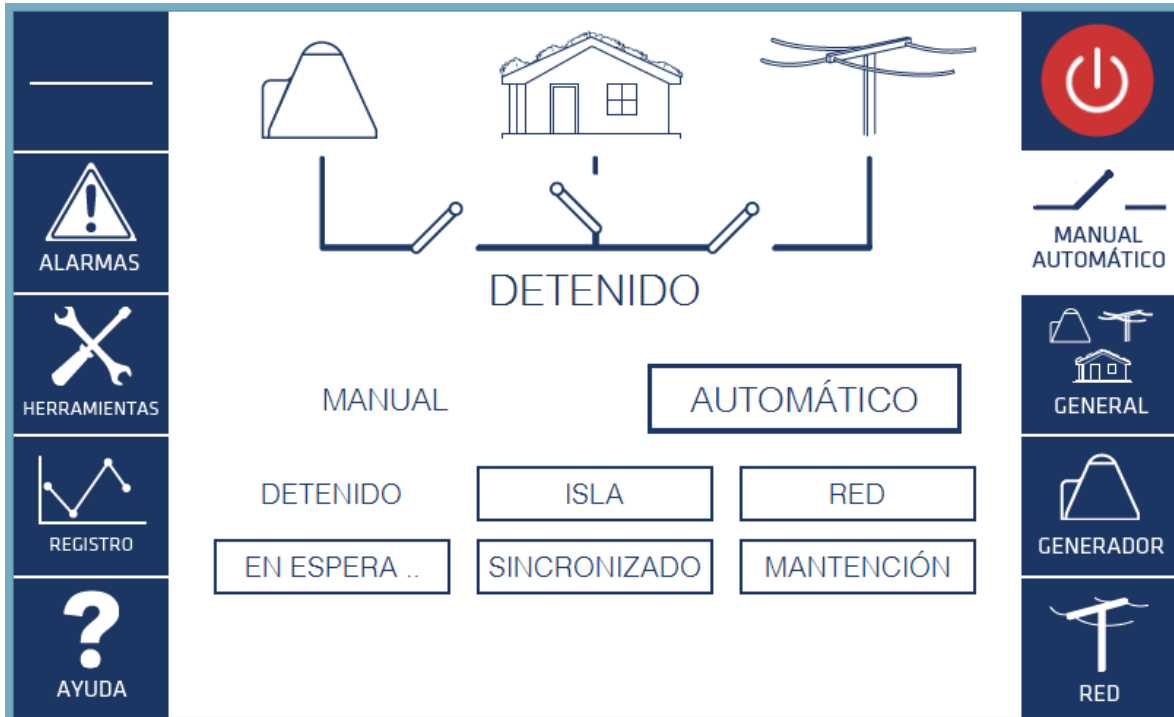 ALARMAS
HERRAMIENTAS
REGISTRO
AYUDA
DETENIDO
MANUAL
AUTOMÁTICO
DETENIDO
ISLA
RED
EN ESPERA ..
SINCRONIZADO
MANTENCIÓN
MANUAL
AUTOMÁTICO
GENERAL
GENERADOR
RED